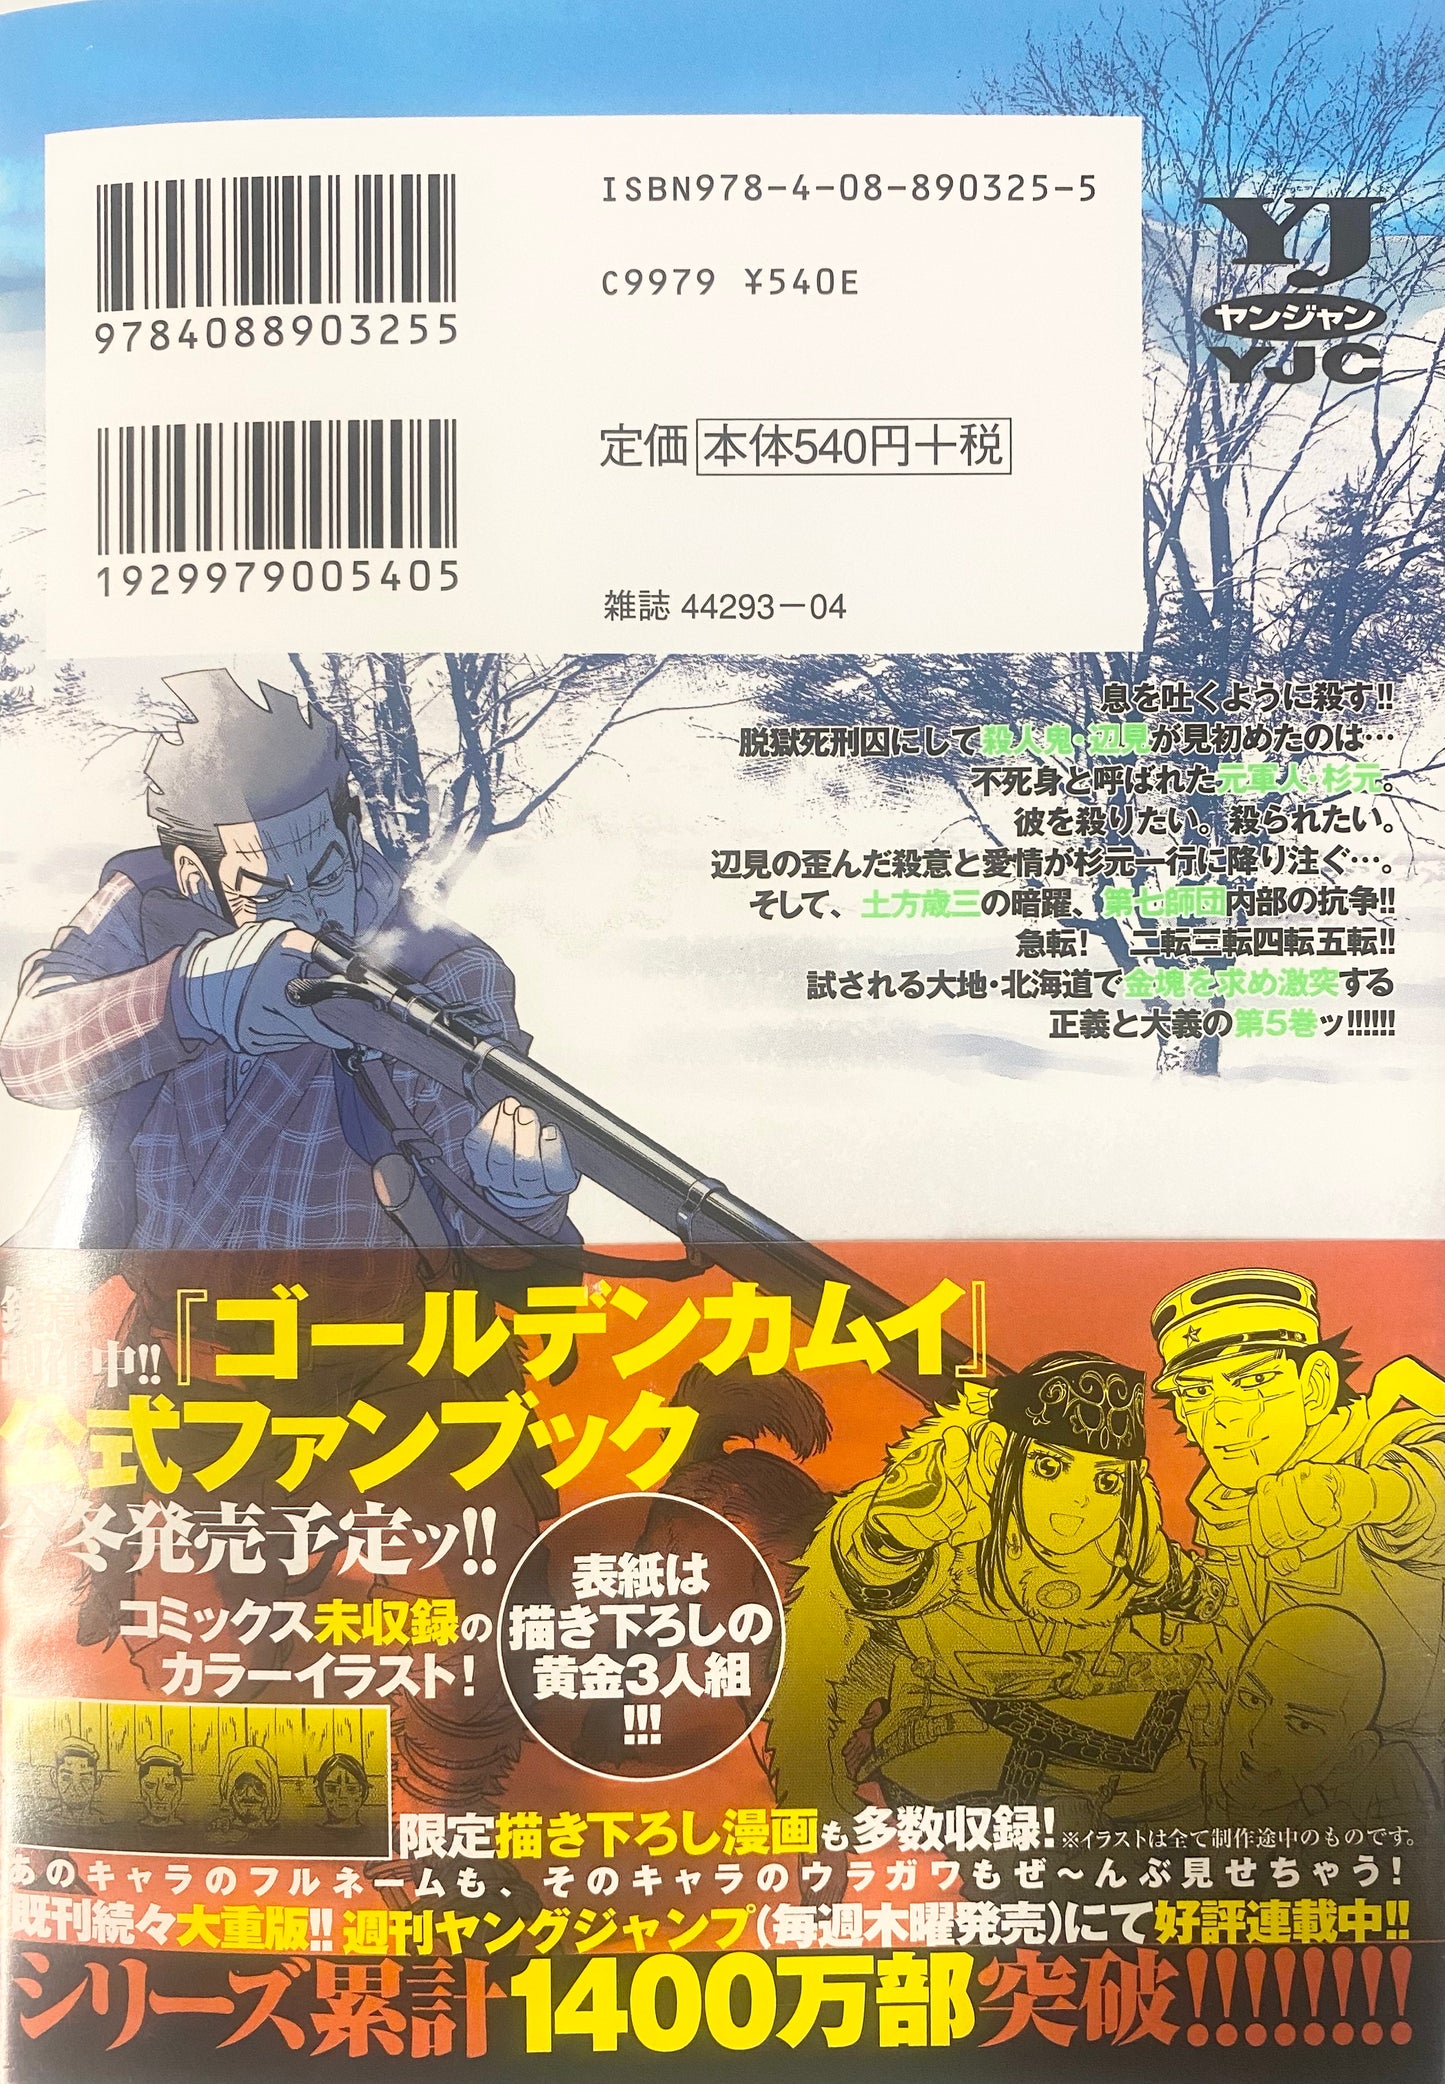 ISBN978-4-08-890325-5
C9979 ¥540E
9784088903255
定価 本体540円+税
1929979005405
雑誌 44293-04
YJ
ヤンジャン
YJC
息を吐くように殺す!!
脱獄死刑囚にして殺人鬼・辺見が見初めたのは…
不死身と呼ばれた元軍人・杉元。
彼を殺りたい。殺られたい。
辺見の歪んだ殺意と愛情が杉元一行に降り注ぐ…。
そして、土方歳三の暗躍、第七師団内部の抗争!!
急転! 二転三転四転五転!!
試される大地・北海道で金塊を求め激突する
正義と大義の第5巻ッ!!!!!!
中!!『ゴールデンカムイ』
公式ファンブック
今冬発売予定ッ!!
コミックス未収録の
カラーイラスト!
表紙は
描き下ろしの
黄金3人組
!!!
限定描き下ろし漫画も多数収録!※イラストは全て制作途中のものです。
あのキャラのフルネームも、そのキャラのウラガワもぜ～んぶ見せちゃう!
既刊続々大重版!!週刊ヤングジャンプ(毎週木曜発売)にて好評連載中!!
シリーズ累計1400万部突破!!!!!!!!